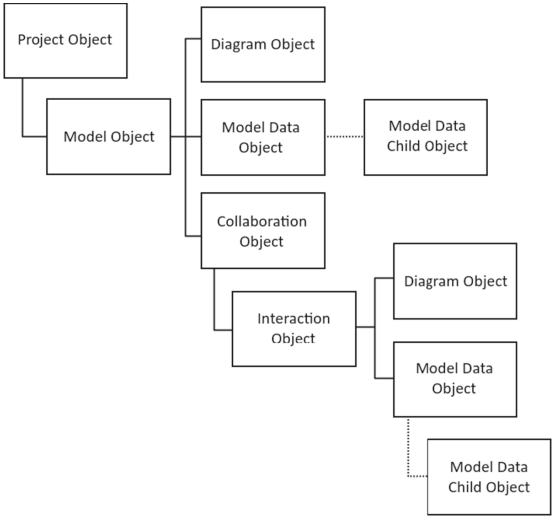 Project Object
Model Object
Diagram Object
Model Data
Object
Model Data
Child Object
Collaboration
Object
Interaction
Object
Diagram Object
Model Data
Object
Model Data
Child Object